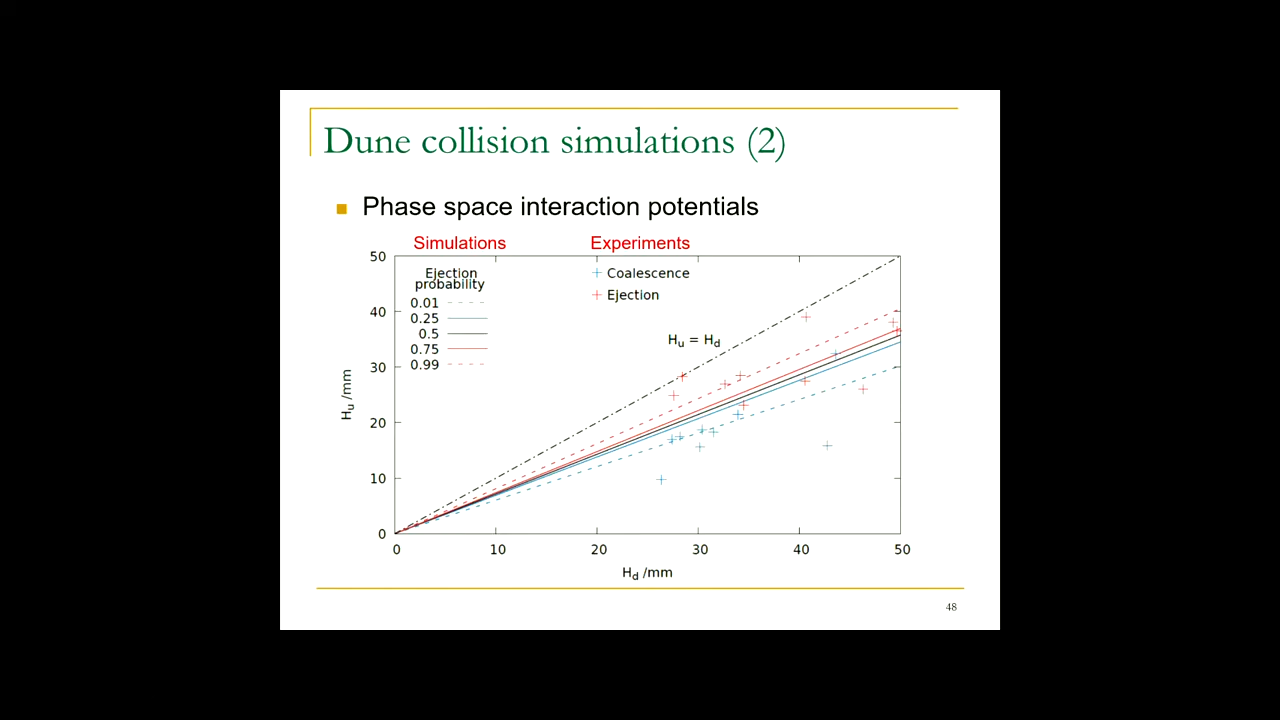 Dune collision simulations (2)
Phase space interaction potentials
Simulations Experiments
50
Ejection
probability
Coalescence
Ejection
0.01
0.25
0.5
0.75
0.99
40
30
20
10
0
Hu = Hd
Hu /mm
0 10 20 30 40 50
Hd /mm
48